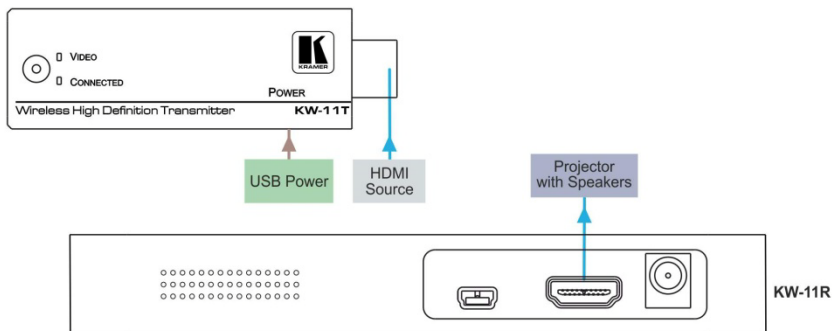 KRAMER
VIDEO
CONNECTED
POWER
Wireless High Definition Transmitter KW-11T
USB Power
HDMI
Source
Projector
with Speakers
KW-11R